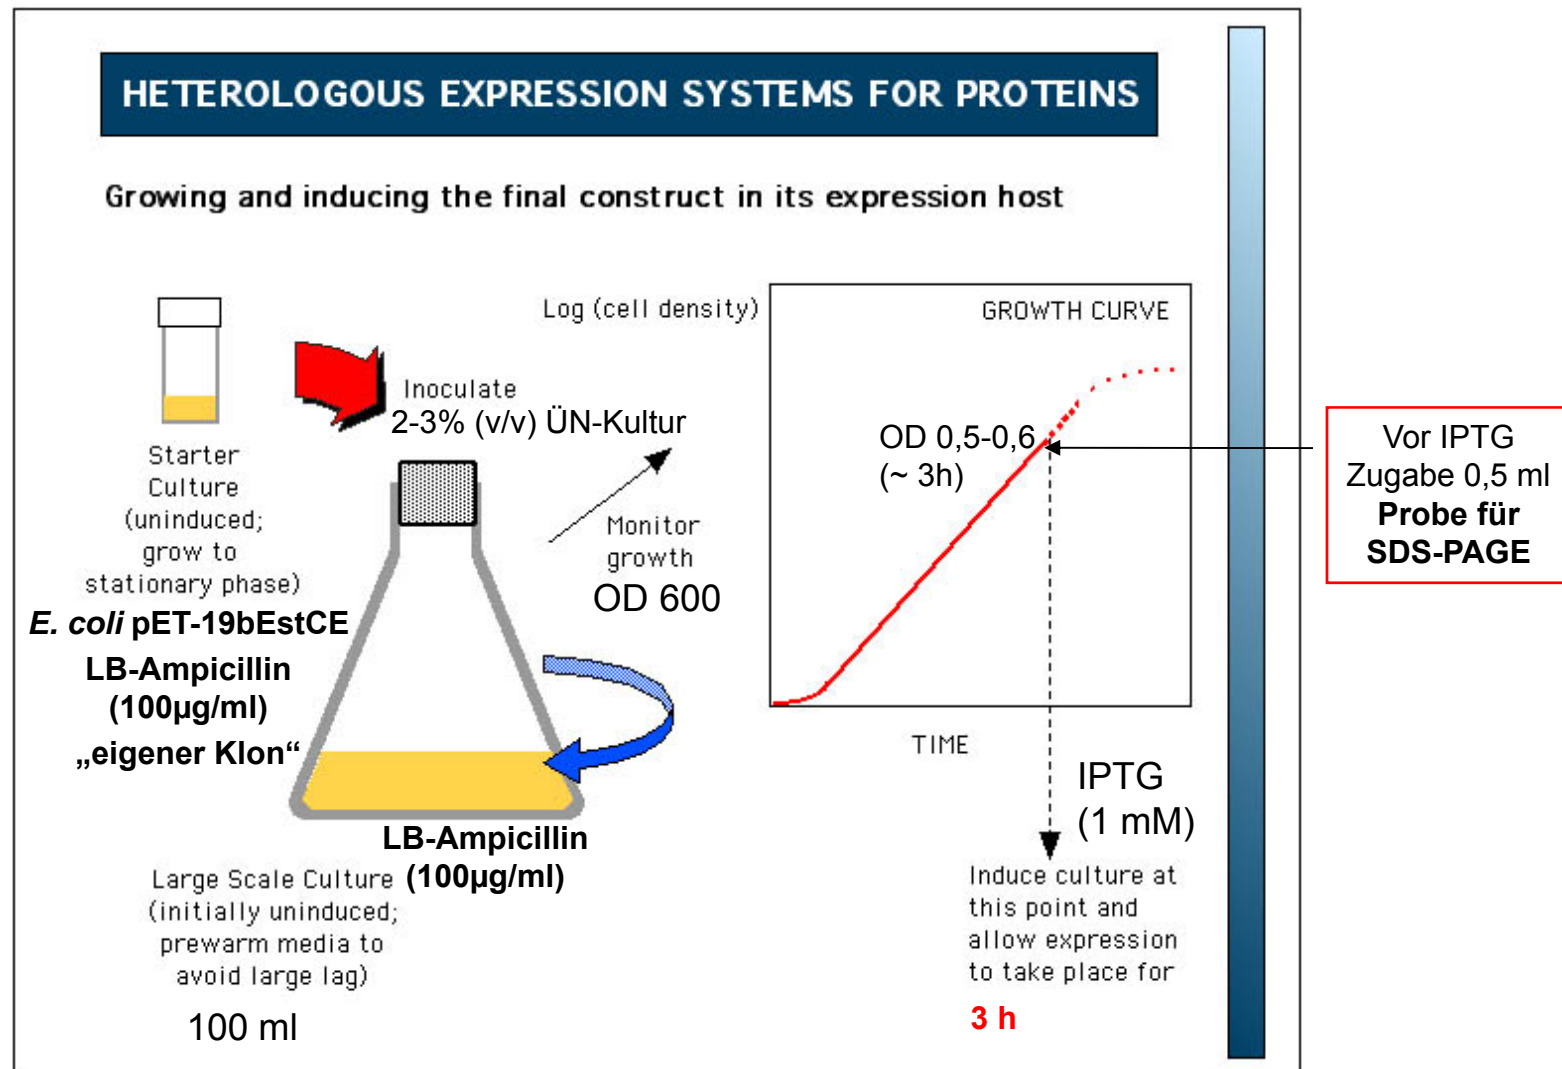 HETEROLOGOUS EXPRESSION SYSTEMS FOR PROTEINS
Growing and inducing the final construct in its expression host
Starter
Culture
(uninduced;
grow to
stationary phase)
E. coli pET-19bEstCE
LB-Ampicillin
(100µg/ml)
„eigener Klon“
Inoculate
2-3% (v/v) ÜN-Kultur
Monitor
growth
OD 600
LB-Ampicillin
(100µg/ml)
Large Scale Culture
(initially uninduced;
prewarm media to
avoid large lag)
100 ml
Log (cell density)
GROWTH CURVE
OD 0,5-0,6
(~ 3h)
TIME
IPTG
(1 mM)
Induce culture at
this point and
allow expression
to take place for
3 h
Vor IPTG
Zugabe 0,5 ml
Probe für
SDS-PAGE